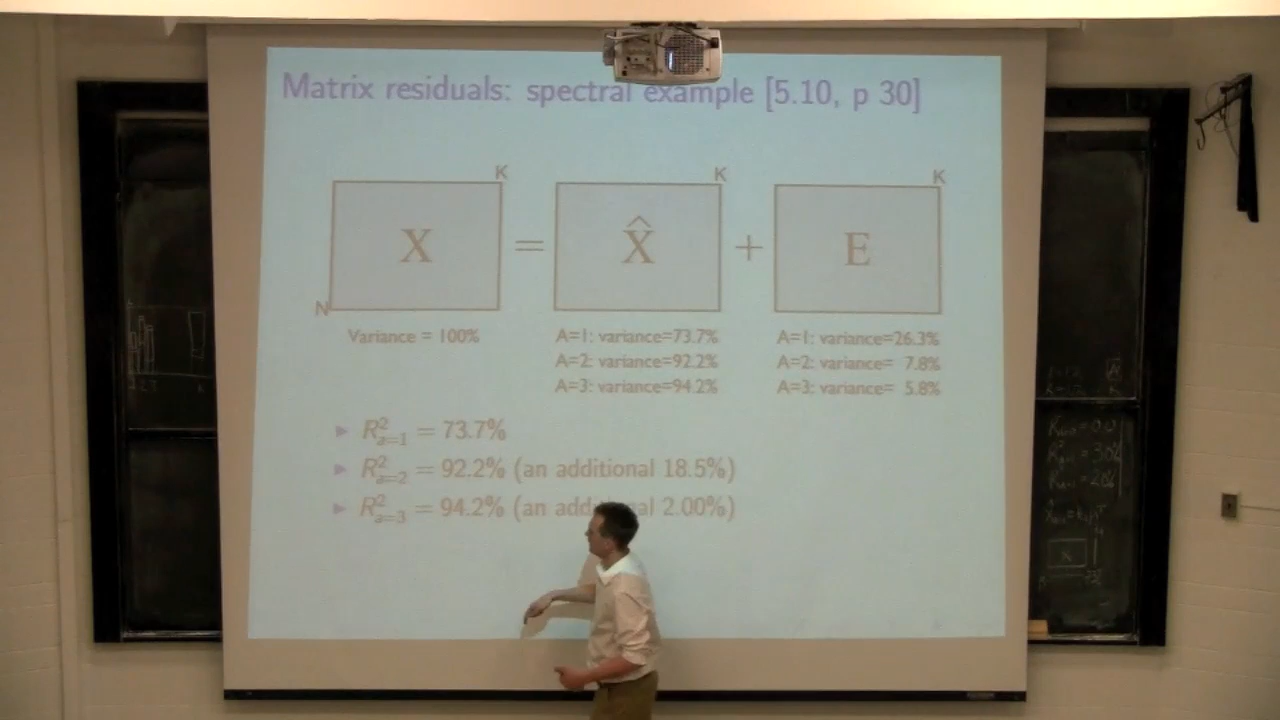 Matrix residuals: spectral example [5.10, p 30]
K
K
K
X = X̂ + E
N
Variance = 100%
A=1: variance=73.7%
A=2: variance=92.2%
A=3: variance=94.2%
A=1: variance=26.3%
A=2: variance= 7.8%
A=3: variance= 5.8%
▶ R²ₐ₌₁ = 73.7%
▶ R²ₐ₌₂ = 92.2% (an additional 18.5%)
▶ R²ₐ₌₃ = 94.2% (an add al 2.00%)